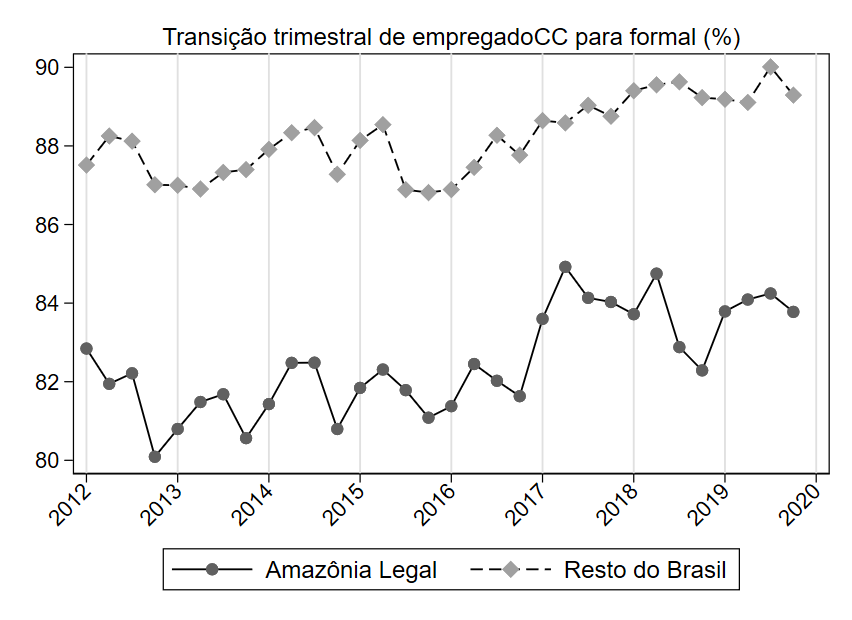 Transição trimestral de empregadoCC para formal (%)
90
88
86
84
82
80
2012 2013 2014 2015 2016 2017 2018 2019 2020
Amazônia Legal Resto do Brasil